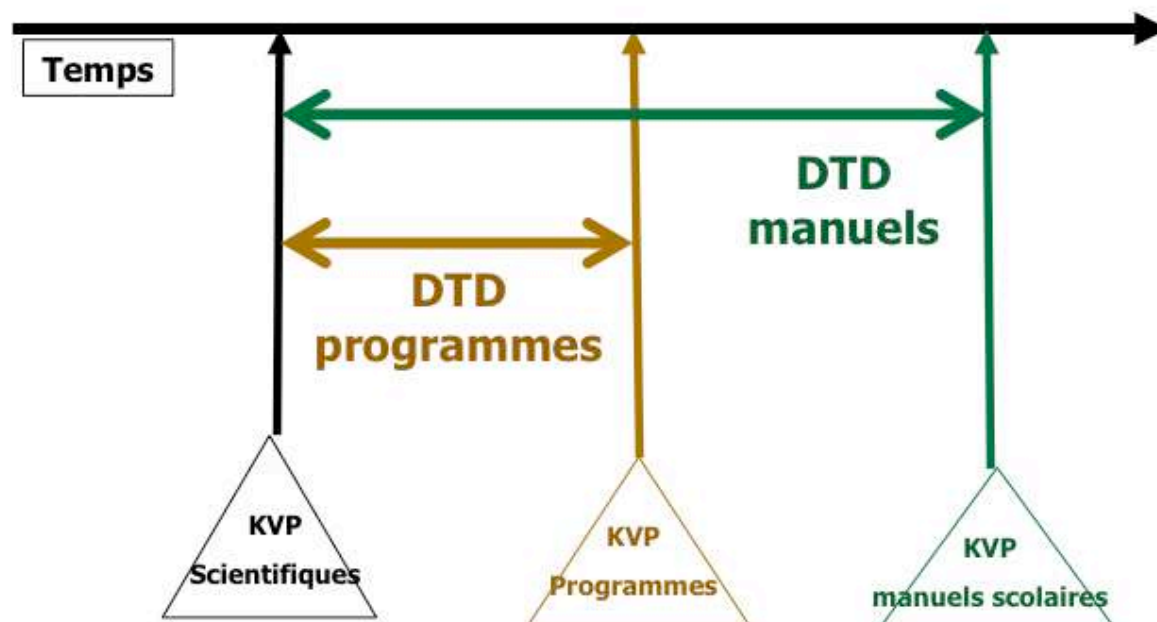 Temps
DTD
manuels
DTD
programmes
KVP
Scientifiques
KVP
Programmes
KVP
manuels scolaires